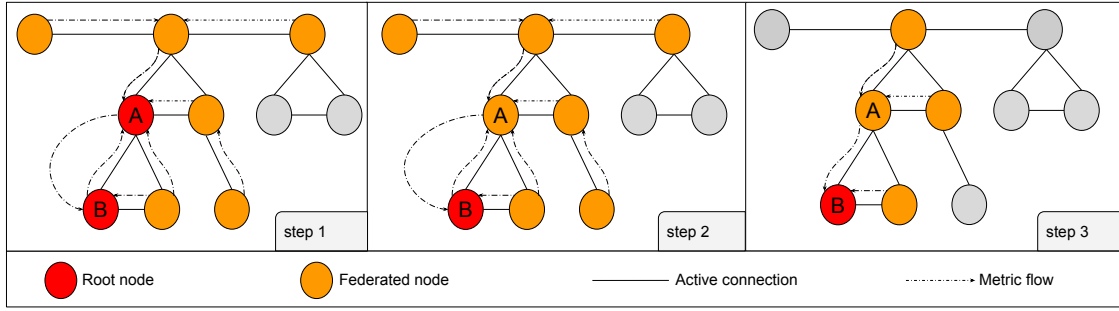 A
B
step 1
A
B
step 2
A
B
step 3
Root node
Federated node
Active connection
Metric flow